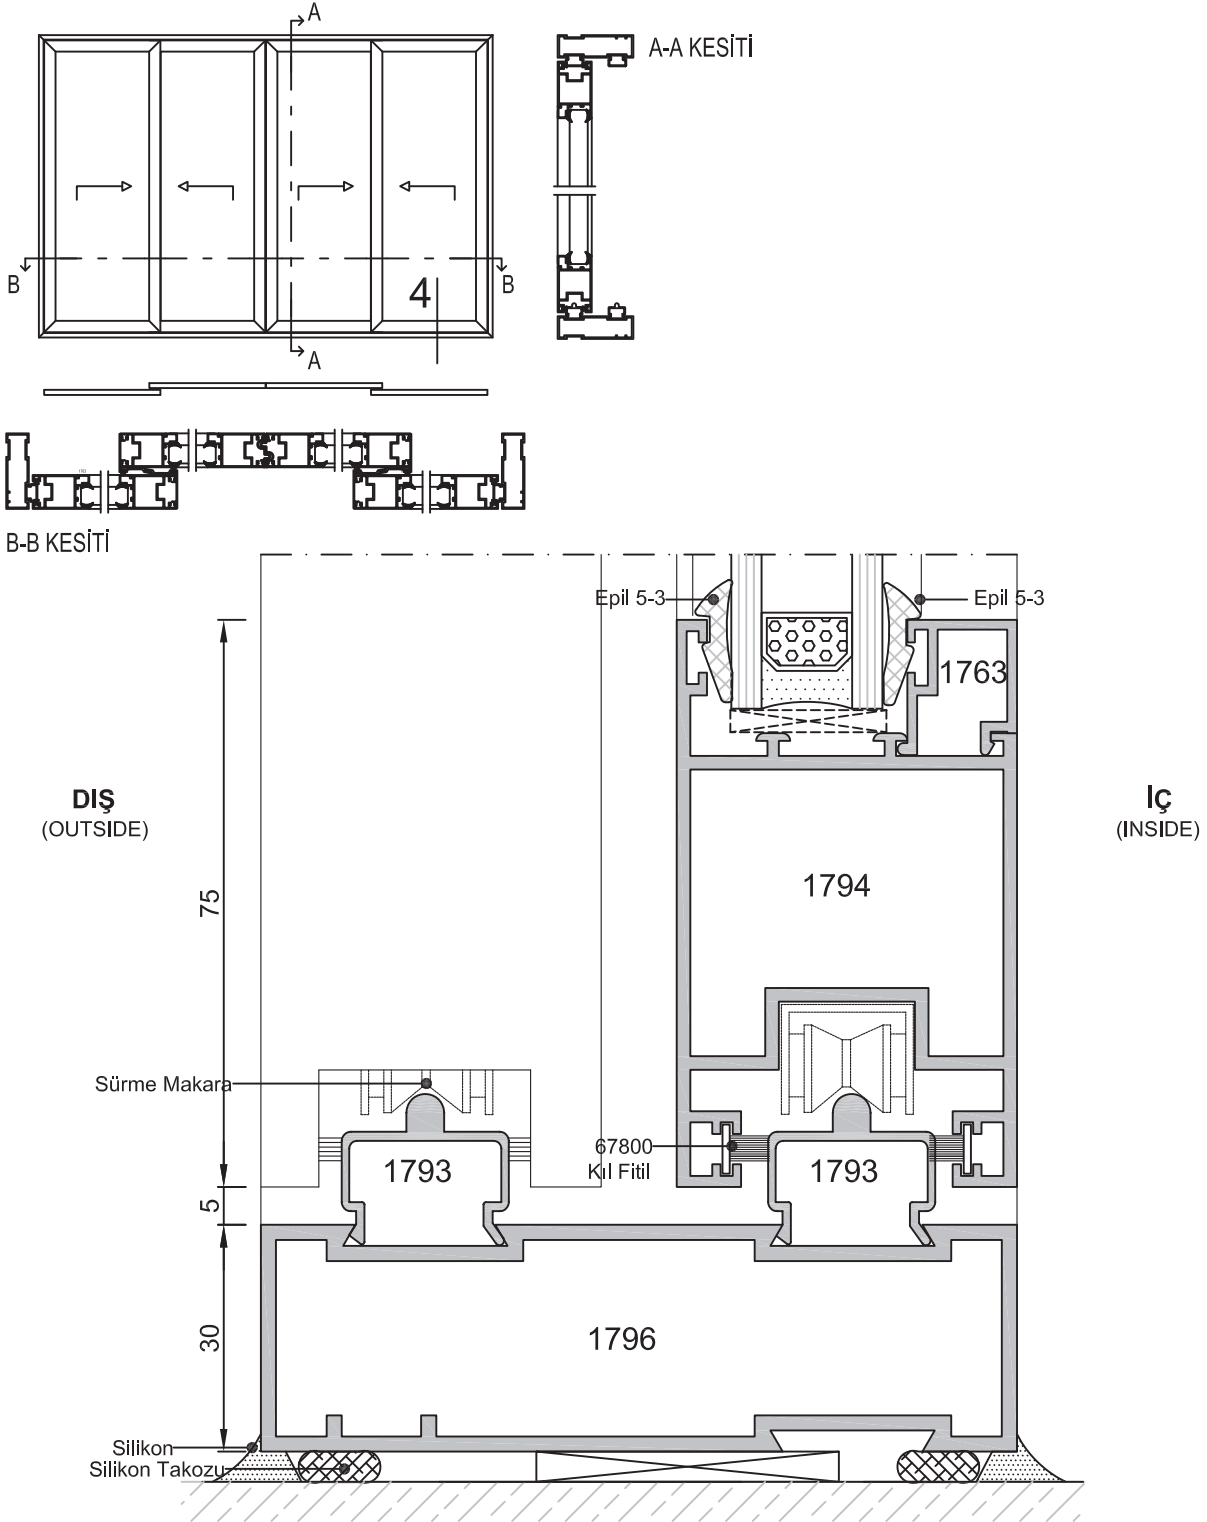 A
A-A KESİTİ
B
4
B
A
B-B KESİTİ
Epil 5-3
Epil 5-3
1763
DIŞ
(OUTSIDE)
İÇ
(INSIDE)
75
1794
Sürme Makara
67800
Kıl Fitil
1793
1793
5
30
1796
Silikon
Silikon Takozu